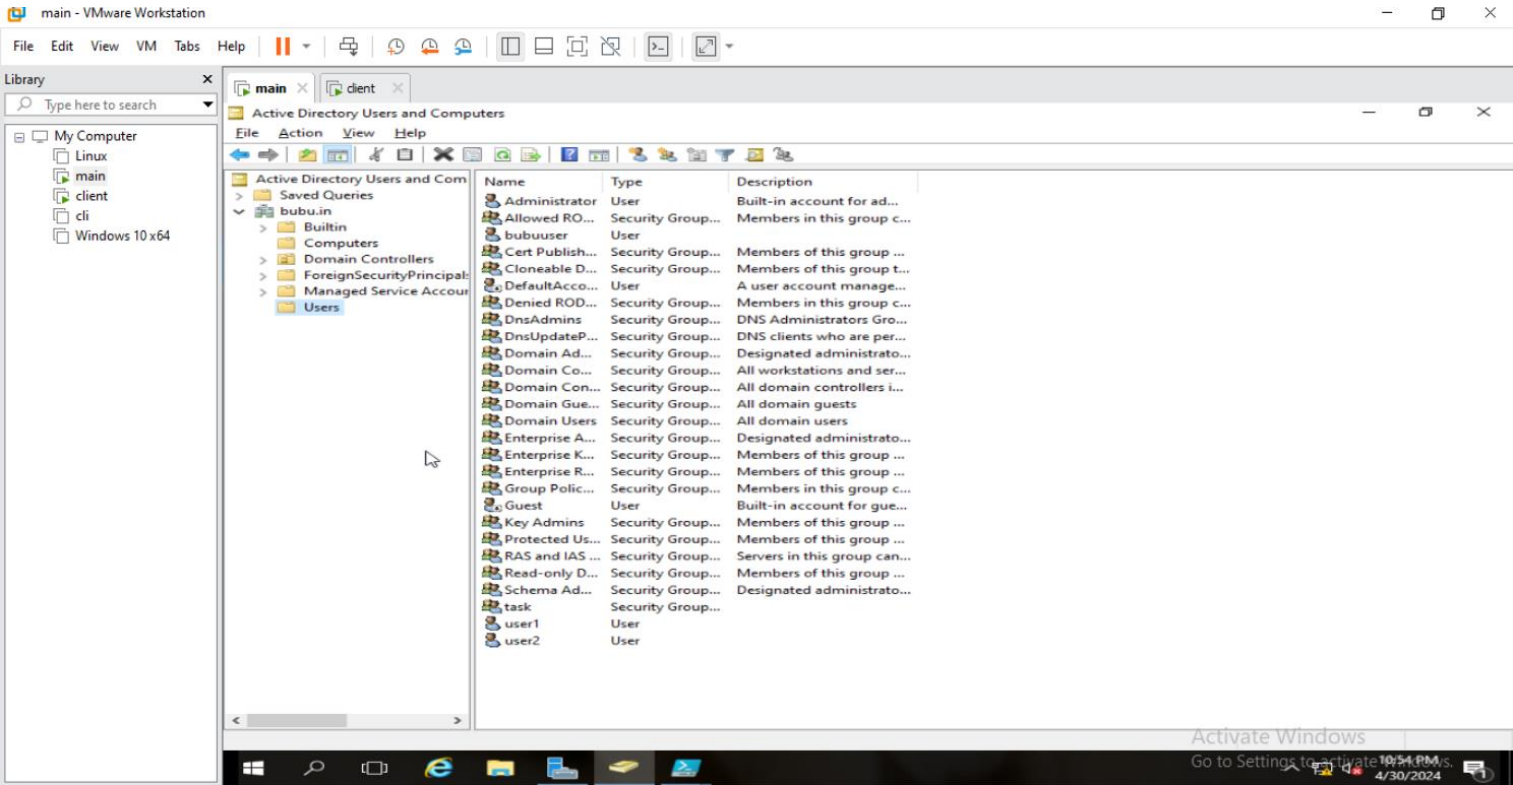 main - VMware Workstation
File Edit View VM Tabs Help
Library
Type here to search
My Computer
Linux
main
client
cli
Windows 10 x64
main
client
Active Directory Users and Computers
File Action View Help
Active Directory Users and Com
Saved Queries
bubu.in
Builtin
Computers
Domain Controllers
ForeignSecurityPrincipals
Managed Service Accour
Users
Name Type Description
Administrator User Built-in account for ad...
Allowed RO... Security Group... Members in this group c...
bubuuser User
Cert Publish... Security Group... Members of this group ...
Cloneable D... Security Group... Members of this group t...
DefaultAcco... User A user account manage...
Denied ROD... Security Group... Members in this group c...
DnsAdmins Security Group... DNS Administrators Gro...
DnsUpdateP... Security Group... DNS clients who are per...
Domain Ad... Security Group... Designated administrato...
Domain Co... Security Group... All workstations and ser...
Domain Con... Security Group... All domain controllers i...
Domain Gue... Security Group... All domain guests
Domain Users Security Group... All domain users
Enterprise A... Security Group... Designated administrato...
Enterprise K... Security Group... Members of this group ...
Enterprise R... Security Group... Members of this group ...
Group Polic... Security Group... Members in this group c...
Guest User Built-in account for gue...
Key Admins Security Group... Members of this group ...
Protected Us... Security Group... Members of this group ...
RAS and IAS ... Security Group... Servers in this group can...
Read-only D... Security Group... Members of this group ...
Schema Ad... Security Group... Designated administrato...
task Security Group...
user1 User
user2 User
Activate Windows
Go to Settings to activate Windows.
10:54 PM
4/30/2024